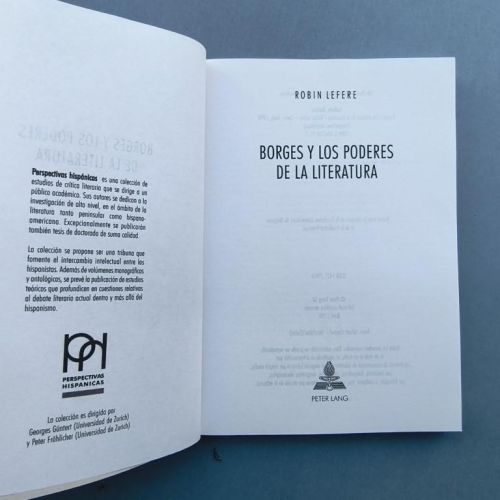 Perspectivas hispánicas es una colección de
estudios de crítica literaria que se dirige a un
público académico. Sus autores se dedican a la
investigación de alto nivel, en el ámbito de la
literatura tanto peninsular como hispano-
americana. Excepcionalmente se publicarán
también tesis de doctorado de suma calidad.
La colección se propone ser una tribuna que
fomente el intercambio intelectual entre los
hispanistas. Además de volúmenes monográficos
y antológicos, se prevé la publicación de estudios
teóricos que profundicen en cuestiones relativas
al debate literario actual dentro y más allá del
hispanismo.
PERSPECTIVAS
HISPANICAS
La colección es dirigida por
Georges Güntert (Universidad de Zurich)
y Peter Fröhlicher (Universidad de Zurich)
ROBIN LEFERE
BORGES Y LOS PODERES
DE LA LITERATURA
PETER LANG